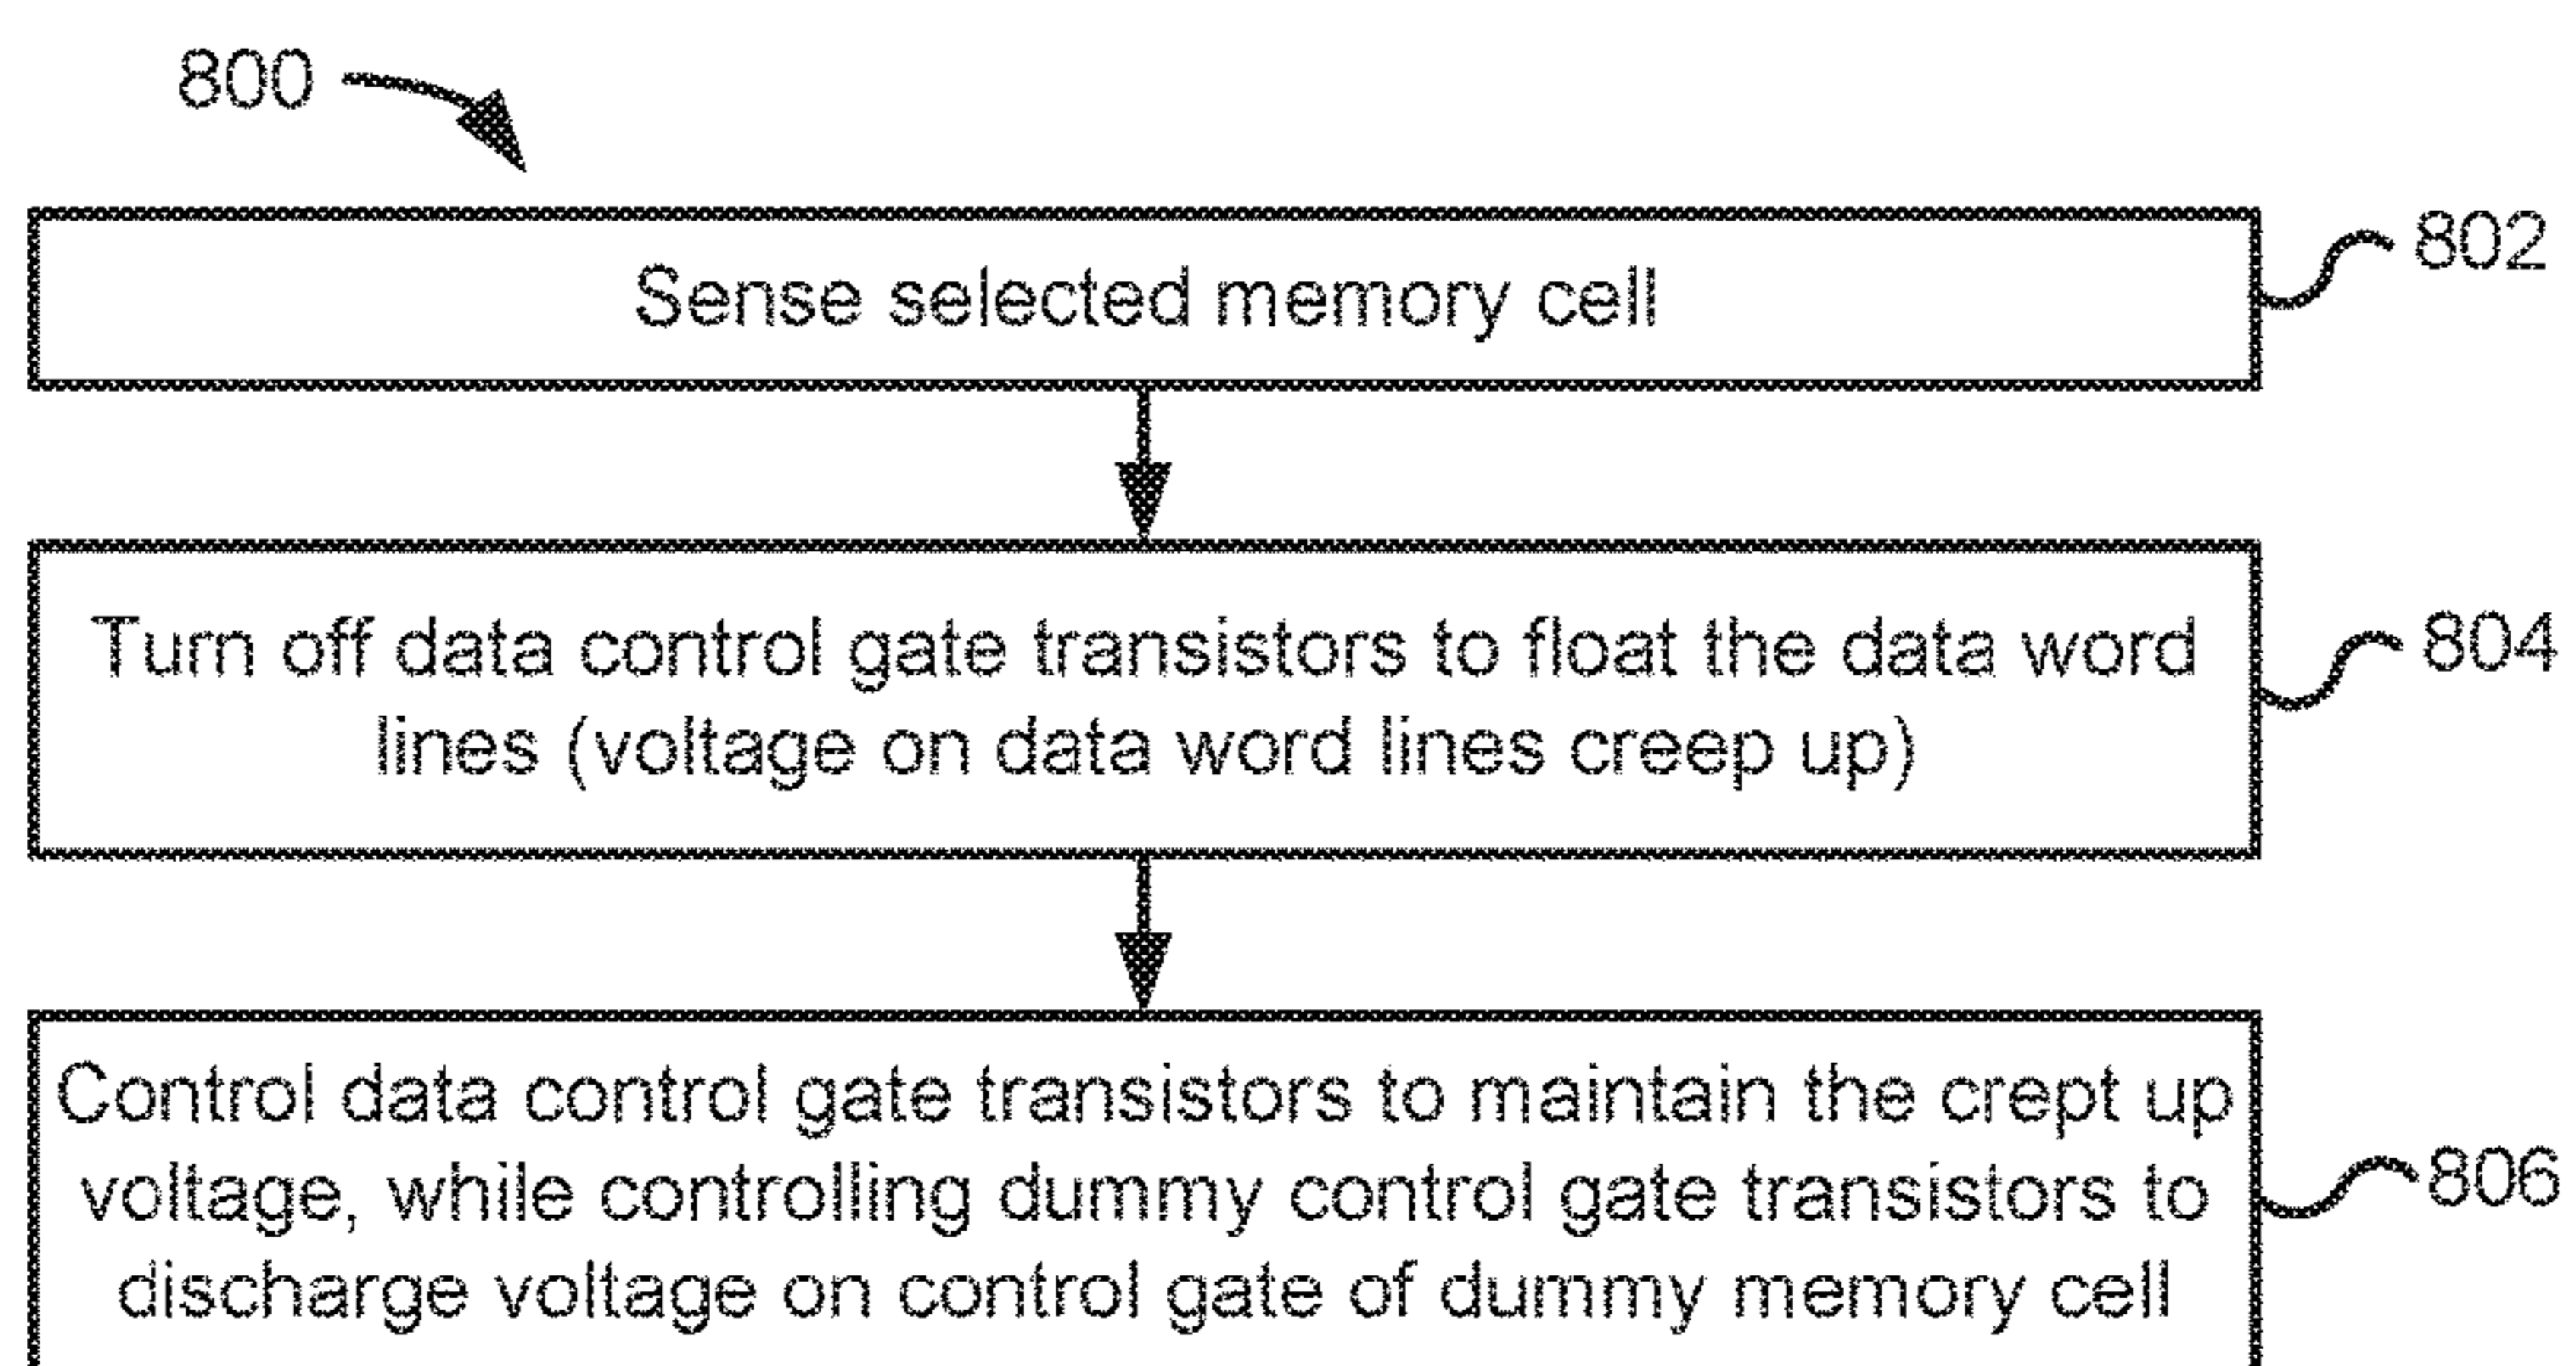 800
802
Sense selected memory cell
804
Turn off data control gate transistors to float the data word
lines (voltage on data word lines creep up)
Control data control gate transistors to maintain the crept up
voltage, while controlling dummy control gate transistors to
806
discharge voltage on control gate of dummy memory cell